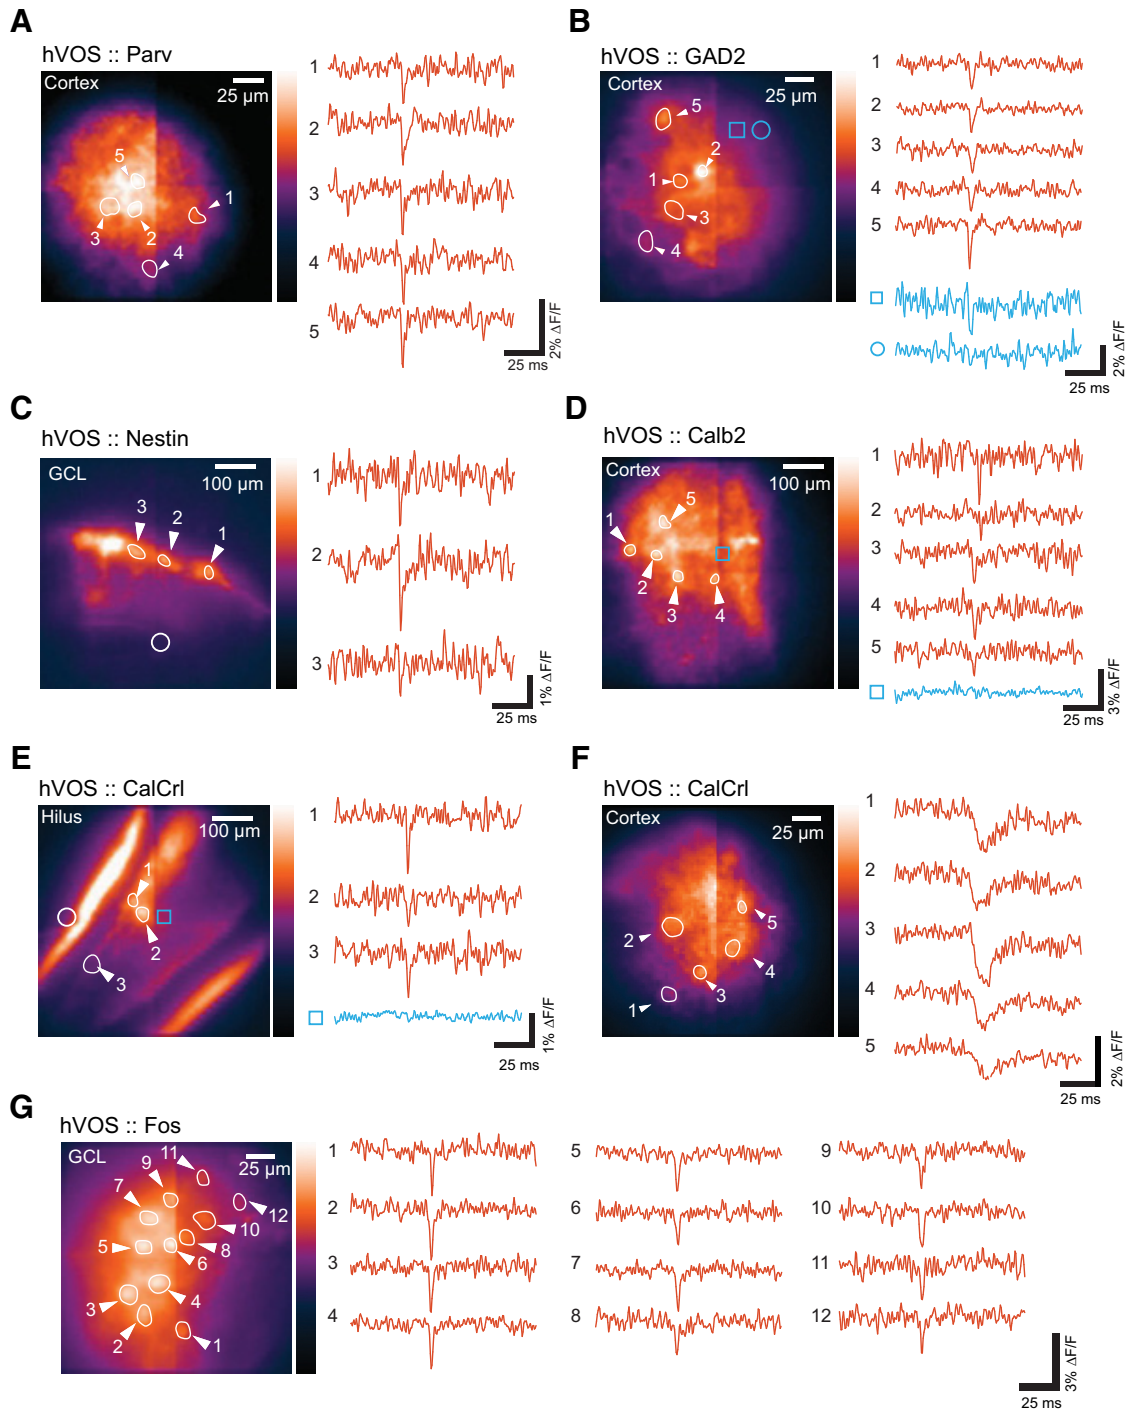 A
hVOS :: Parv
Cortex
25 µm
5
1
3
2
4
1
2
3
4
5
2% ΔF/F
25 ms
B
hVOS :: GAD2
Cortex
25 µm
5
2
1
3
4
1
2
3
4
5
2% ΔF/F
25 ms
C
hVOS :: Nestin
GCL
100 µm
3
2
1
1
2
3
1% ΔF/F
25 ms
D
hVOS :: Calb2
Cortex
100 µm
5
1
2
3
4
1
2
3
4
5
3% ΔF/F
25 ms
E
hVOS :: CalCrl
Hilus
100 µm
1
2
3
1
2
3
1% ΔF/F
25 ms
F
hVOS :: CalCrl
Cortex
25 µm
5
2
4
3
1
1
2
3
4
5
2% ΔF/F
25 ms
G
hVOS :: Fos
GCL
25 µm
11
9
7
12
10
5
8
6
3
4
2
1
1
2
3
4
5
6
7
8
9
10
11
12
3% ΔF/F
25 ms